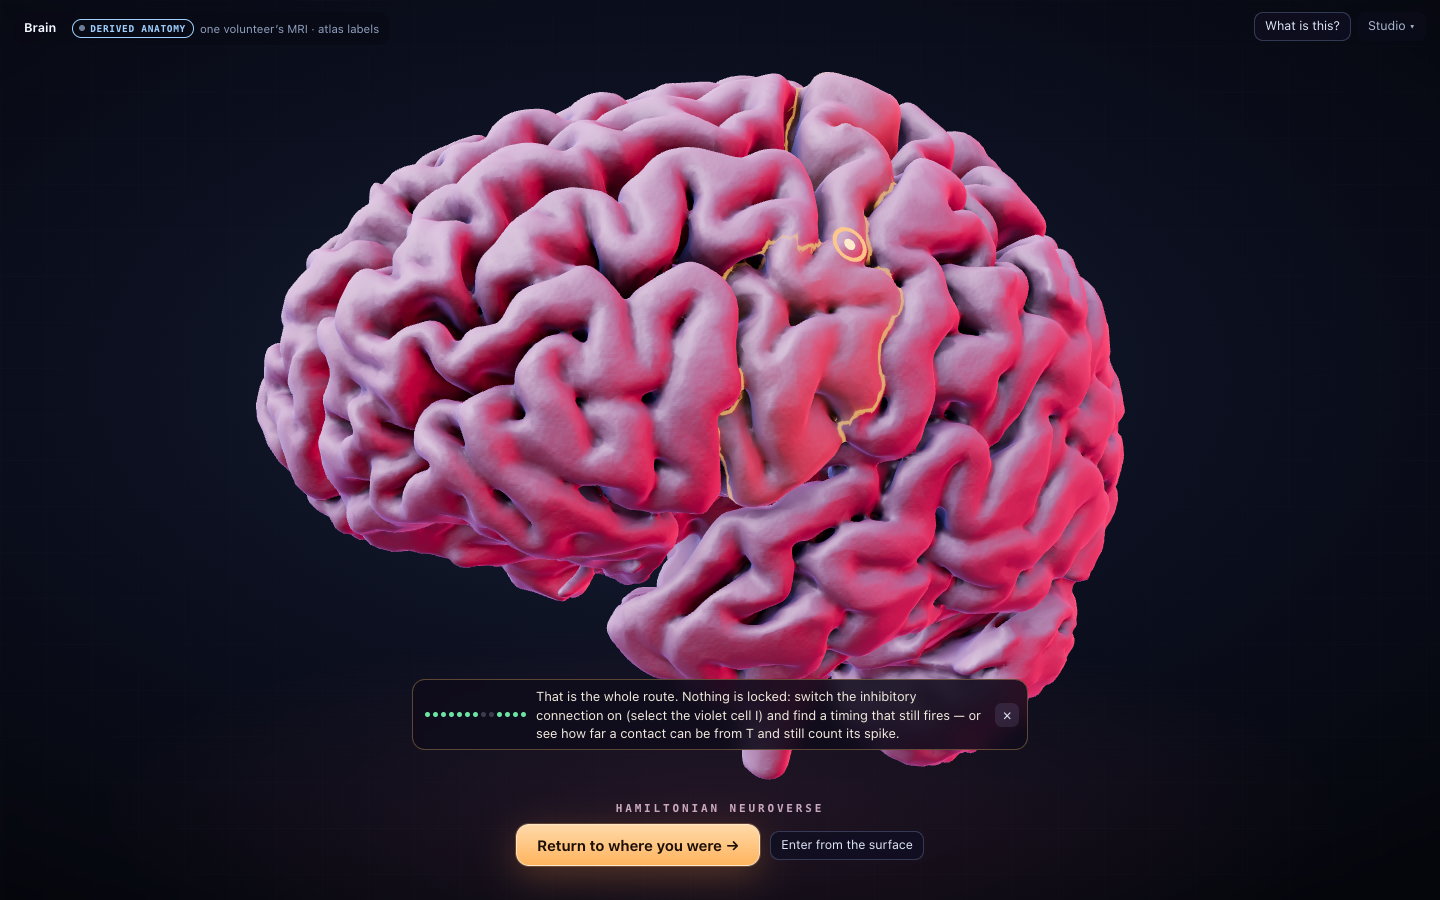 Brain
DERIVED ANATOMY
one volunteer's MRI · atlas labels
What is this?
Studio
That is the whole route. Nothing is locked: switch the inhibitory
connection on (select the violet cell I) and find a timing that still fires — or
see how far a contact can be from T and still count its spike.
HAMILTONIAN NEUROVERSE
Return to where you were →
Enter from the surface